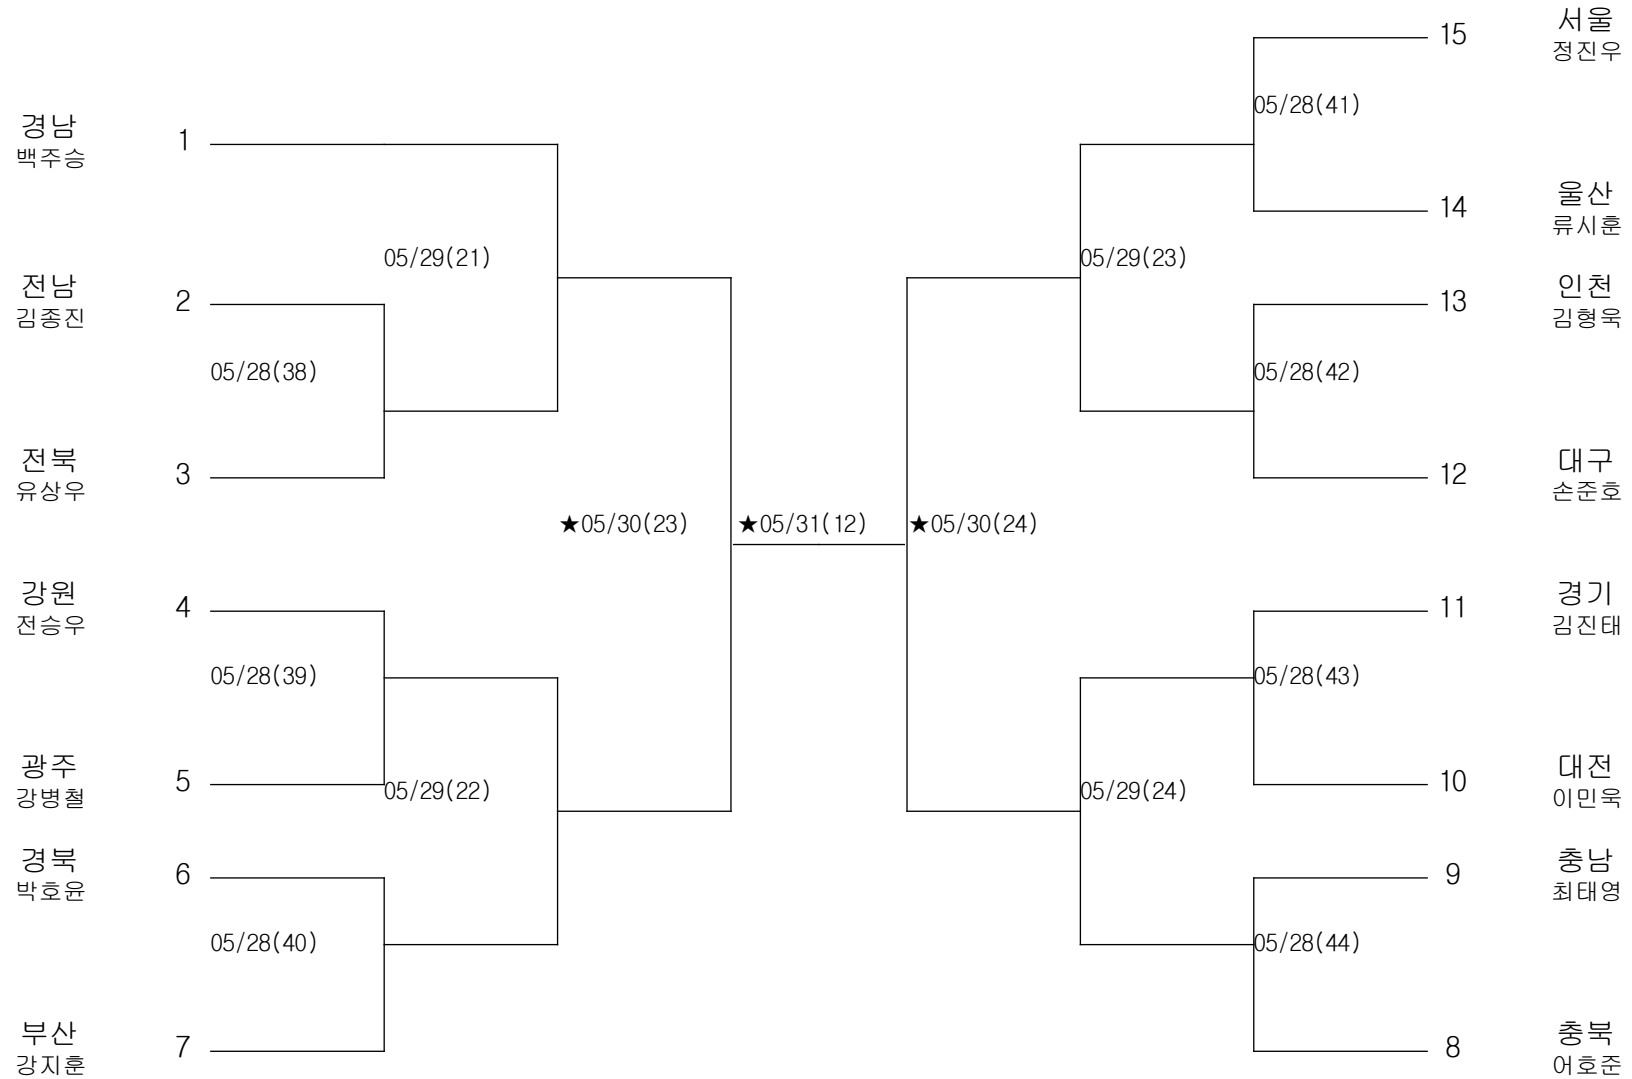 서울
15
정진우
05/28(41)
경남
1
백주승
울산
14
류시훈
05/29(21)
05/29(23)
전남
2
김종진
인천
13
김형욱
05/28(38)
05/28(42)
전북
3
유상우
대구
12
손준호
★05/30(23)
★05/31(12)
★05/30(24)
강원
4
전승우
경기
11
김진태
05/28(39)
05/28(43)
광주
5
강병철
대전
10
이민욱
05/29(22)
05/29(24)
경북
6
박호윤
충남
9
최태영
05/28(40)
05/28(44)
부산
7
강지훈
충북
8
어호준